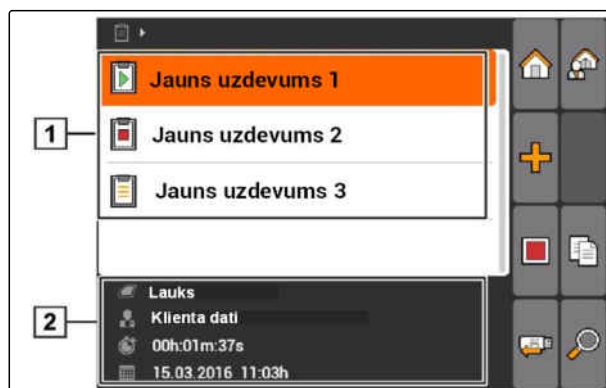 Jauns uzdevums 1
1
Jauns uzdevums 2
Jauns uzdevums 3
2
Lauks
Klienta dati
00h:01m:37s
15.03.2016 11:03h